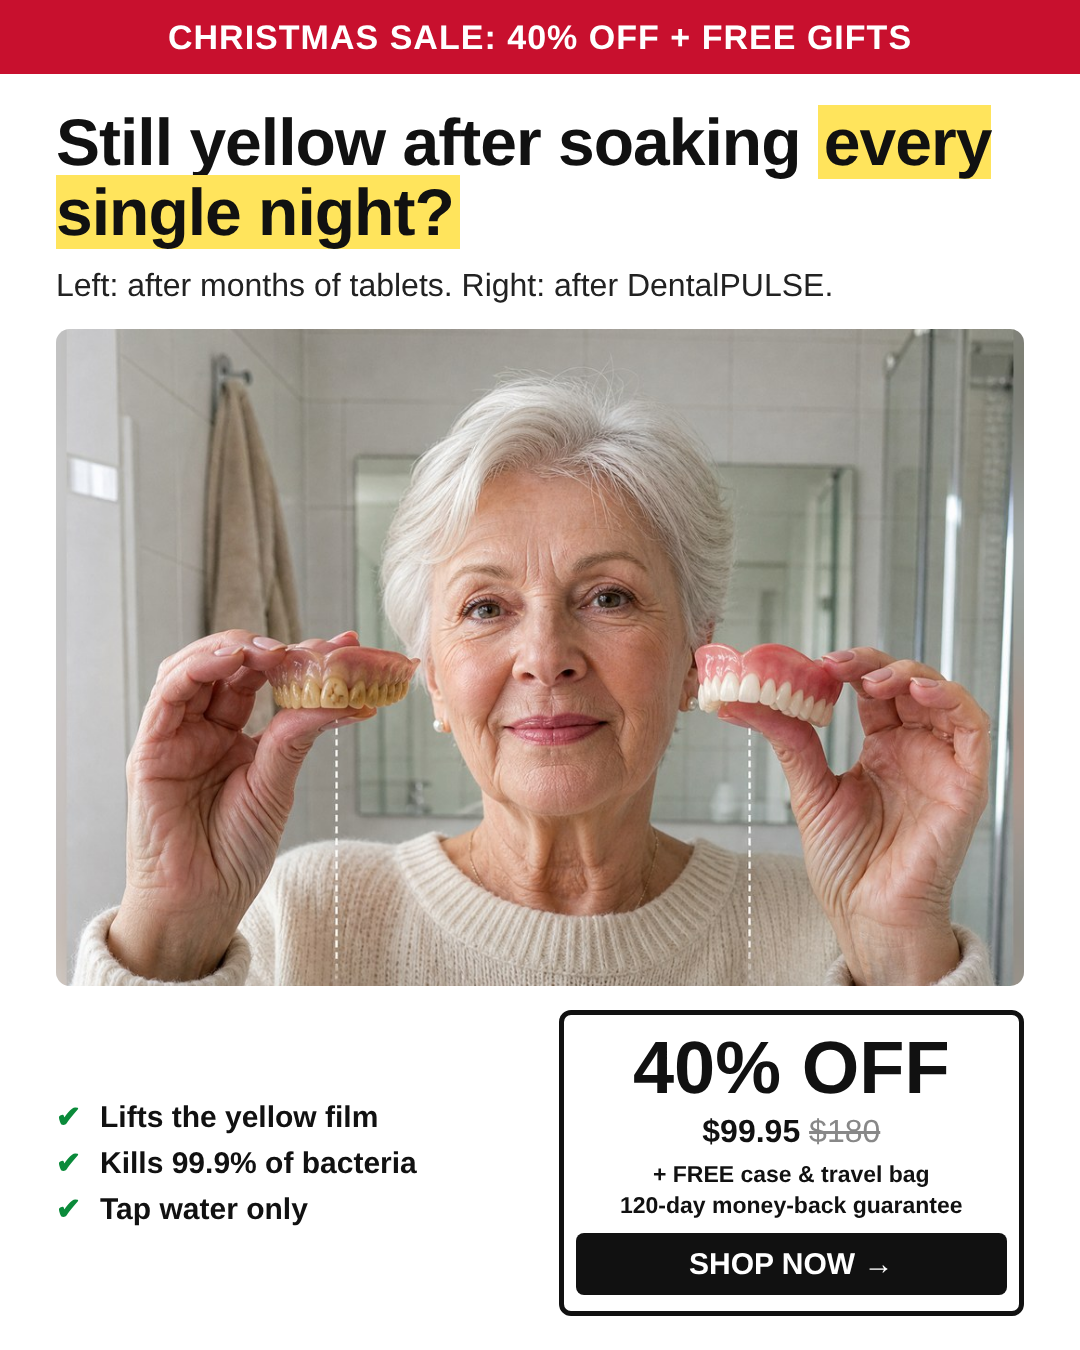 CHRISTMAS SALE: 40% OFF + FREE GIFTS
Still yellow after soaking every
single night?
Left: after months of tablets. Right: after DentalPULSE.
✔ Lifts the yellow film
✔ Kills 99.9% of bacteria
✔ Tap water only
40% OFF
$99.95 $180
+ FREE case & travel bag
120-day money-back guarantee
SHOP NOW →